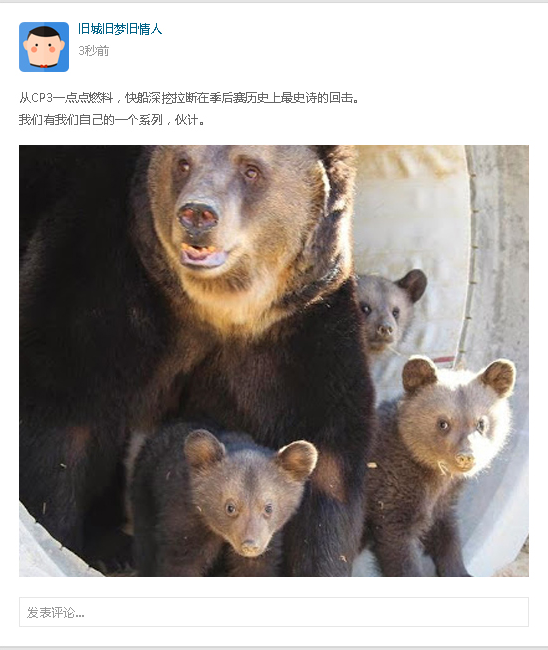 旧城旧梦旧情人
3秒前
从CP3一点点燃料，快船深挖拉断在季后赛历史上最史诗的回击。
我们有我们自己的一个系列，伙计。
发表评论...